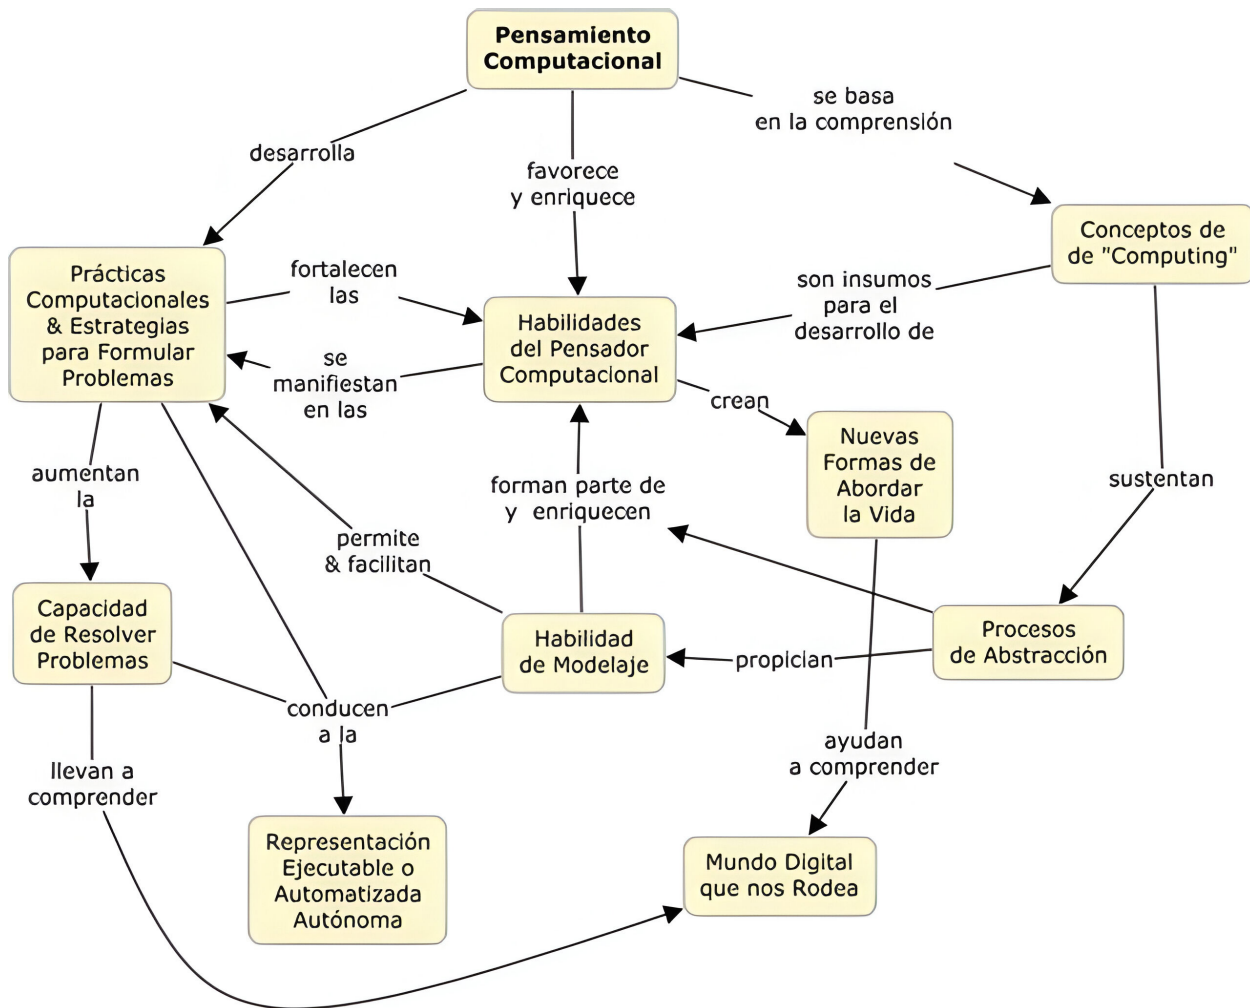 Pensamiento
Computacional
se basa
en la comprensión
desarrolla
favorece
y enriquece
Conceptos de
de "Computing"
Prácticas
Computacionales
& Estrategias
para Formular
Problemas
fortalecen
las
son insumos
para el
desarrollo de
Habilidades
del Pensador
Computacional
se
manifiestan
en las
crean
Nuevas
Formas de
Abordar
la Vida
aumentan
la
forman parte de
y enriquecen
sustentan
permite
& facilitan
Capacidad
de Resolver
Problemas
Habilidad
de Modelaje
propician
Procesos
de Abstracción
conducen
a la
llevan a
comprender
ayudan
a comprender
Representación
Ejecutable o
Automatizada
Autónoma
Mundo Digital
que nos Rodea